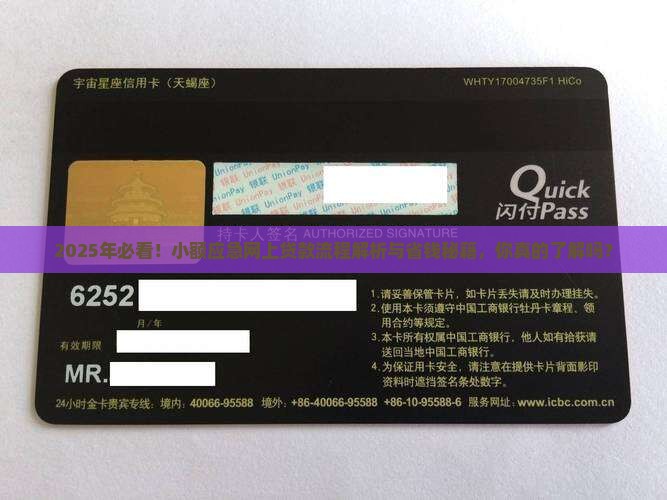 宇宙星座信用卡（天蝎座）
WHTY17004735F1 HiCo
银联 UnionPay 银联 UnionPay 银联
Quick
闪付Pass
持卡人签名 AUTHORIZED SIGNATURE
2025年必看！小额应急网上贷款流程解析与省钱秘籍，你真的了解吗？
6252
月/年
有效期限
MR.
1.请妥善保管卡片，如卡片丢失请及时办理挂失。
2.使用本卡须遵守中国工商银行牡丹卡章程、领
用合约等规定。
3.本卡所有权属中国工商银行，他人如有拾获请
送回当地中国工商银行。
4.为保证用卡安全，请注意在提供卡片背面影印
资料时遮挡签名条处数字。
24小时金卡贵宾专线：境内：40066-95588 境外：+86-40066-95588 +86-10-95588-6 服务网址：www.icbc.com.cn